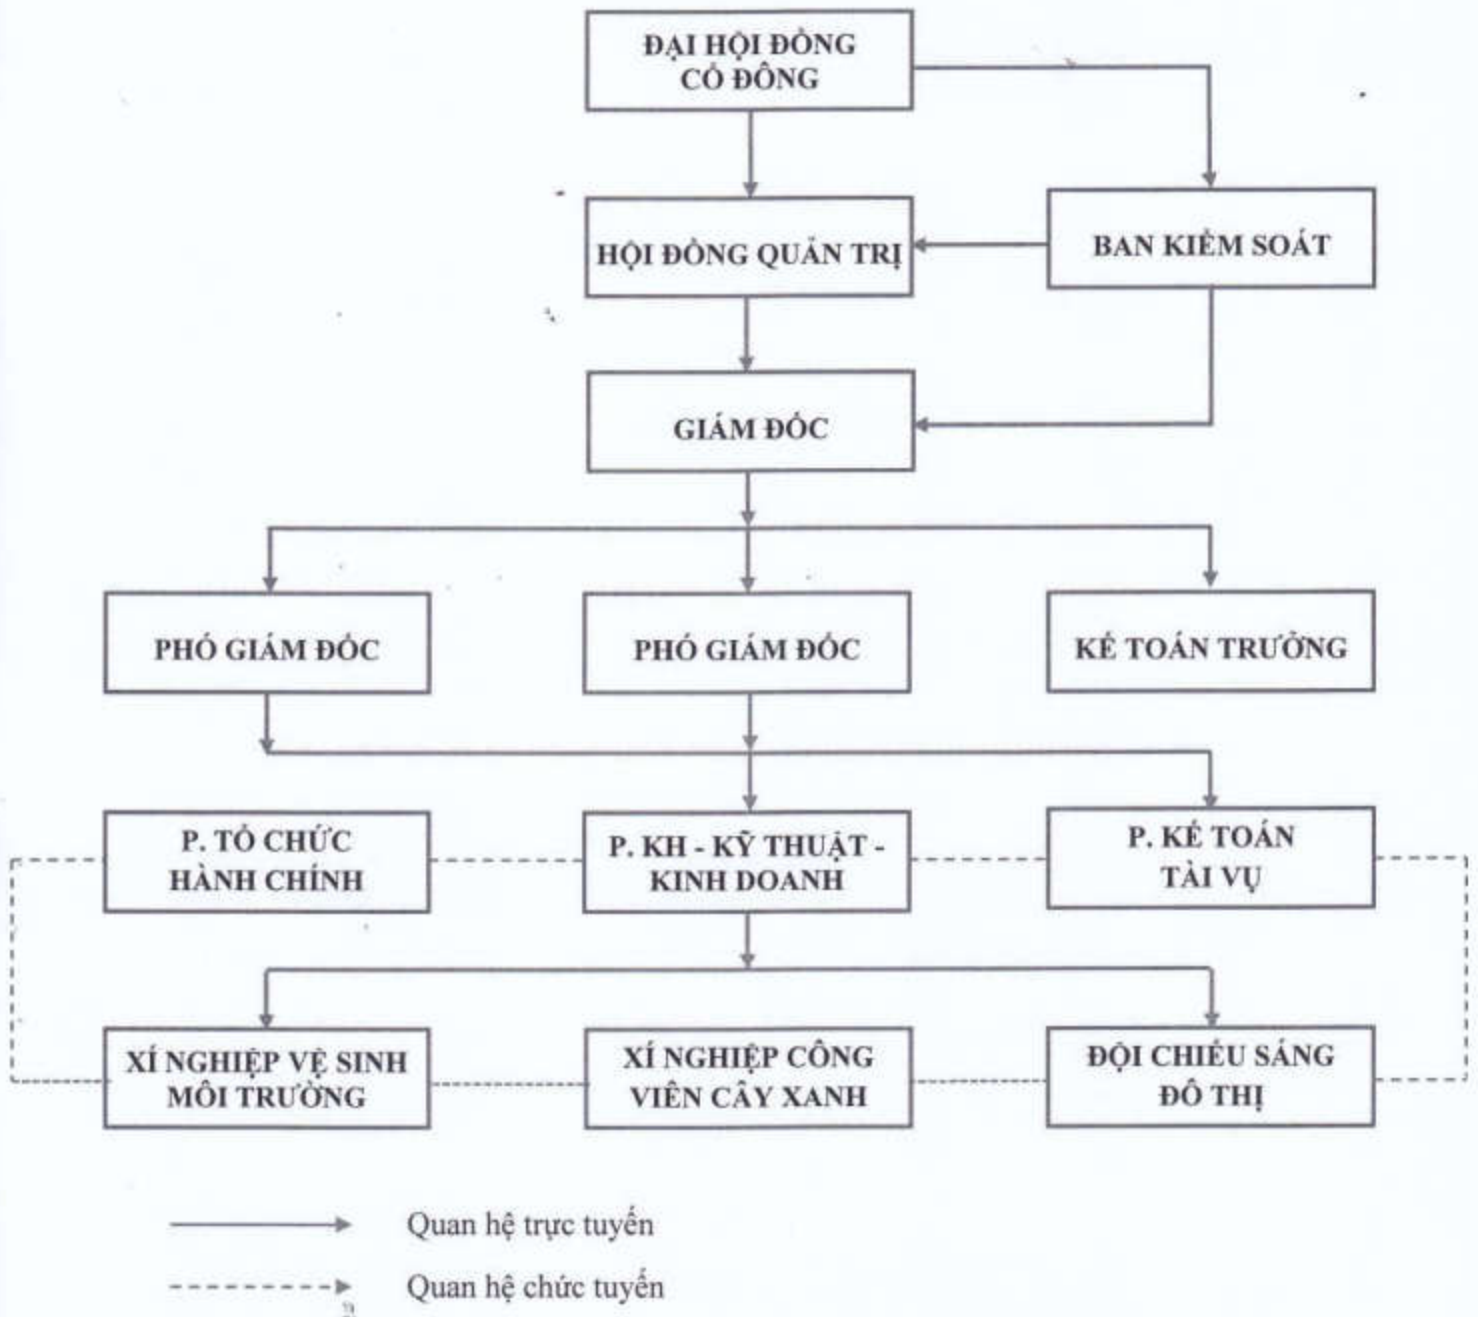 ĐẠI HỘI ĐỒNG
CỔ ĐÔNG
HỘI ĐỒNG QUẢN TRỊ
BAN KIỂM SOÁT
GIÁM ĐỐC
PHÓ GIÁM ĐỐC
PHÓ GIÁM ĐỐC
KẾ TOÁN TRƯỞNG
P. TỔ CHỨC
HÀNH CHÍNH
P. KH - KỸ THUẬT -
KINH DOANH
P. KẾ TOÁN
TÀI VỤ
XÍ NGHIỆP VỆ SINH
MÔI TRƯỜNG
XÍ NGHIỆP CÔNG
VIÊN CÂY XANH
ĐỘI CHIẾU SÁNG
ĐÔ THỊ
Quan hệ trực tuyến
Quan hệ chức tuyến